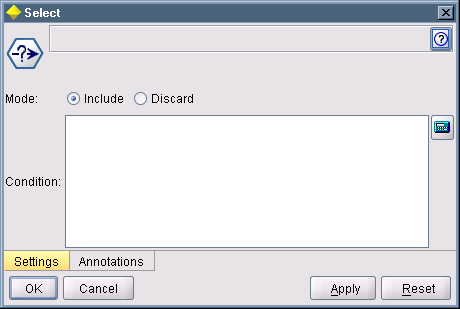 Select
Mode: Include Discard
Condition:
Settings Annotations
OK Cancel Apply Reset